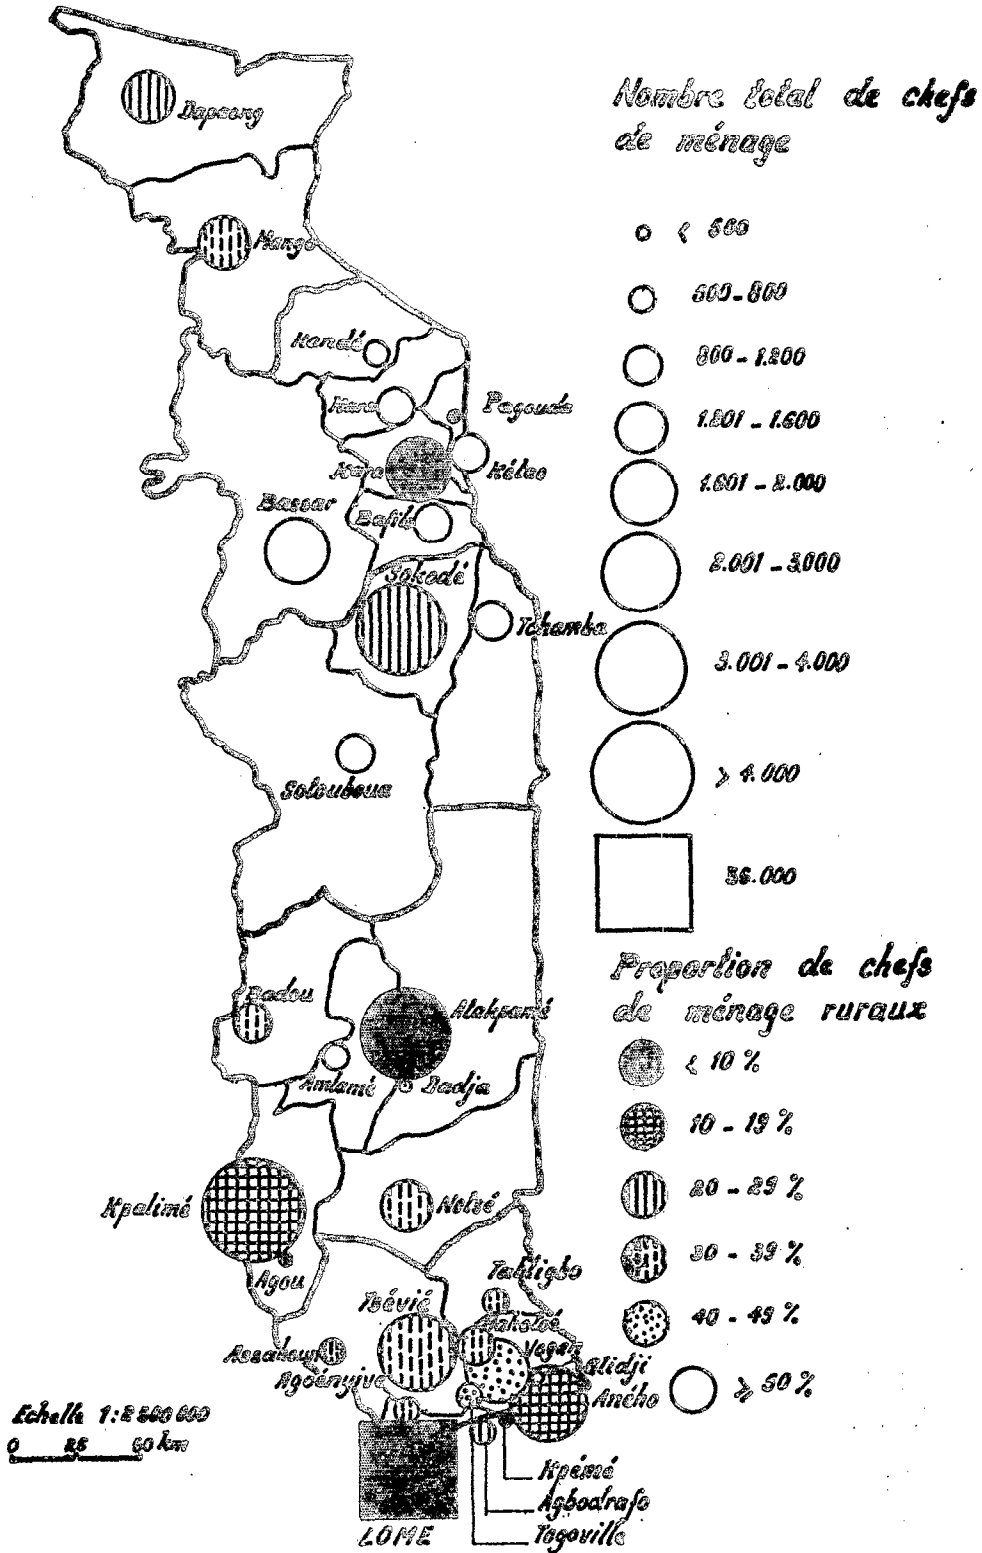 Nombre total de chefs
de ménage
< 500
500-800
800-1.200
1.201-1.600
1.601-2.000
2.001-3.000
3.001-4.000
> 4.000
36.000
Proportion de chefs
de ménage ruraux
< 10 %
10-19 %
20-29 %
30-39 %
40-49 %
≥ 50 %
Dapaong
Mango
Kandé
Pagouda
Kara
Kétao
Bassar
Bafilo
Sokodé
Tchamba
Sotouboua
Badou
Atakpamé
Amlamé
Badja
Kpalimé
Notsé
Agou
Tabligbo
Tsévié
Vogan
Glidji
Agoényivé
Aného
Echelle 1:2 500 000
0 25 50 km
Kpémé
Agbodrafo
Togoville
LOME